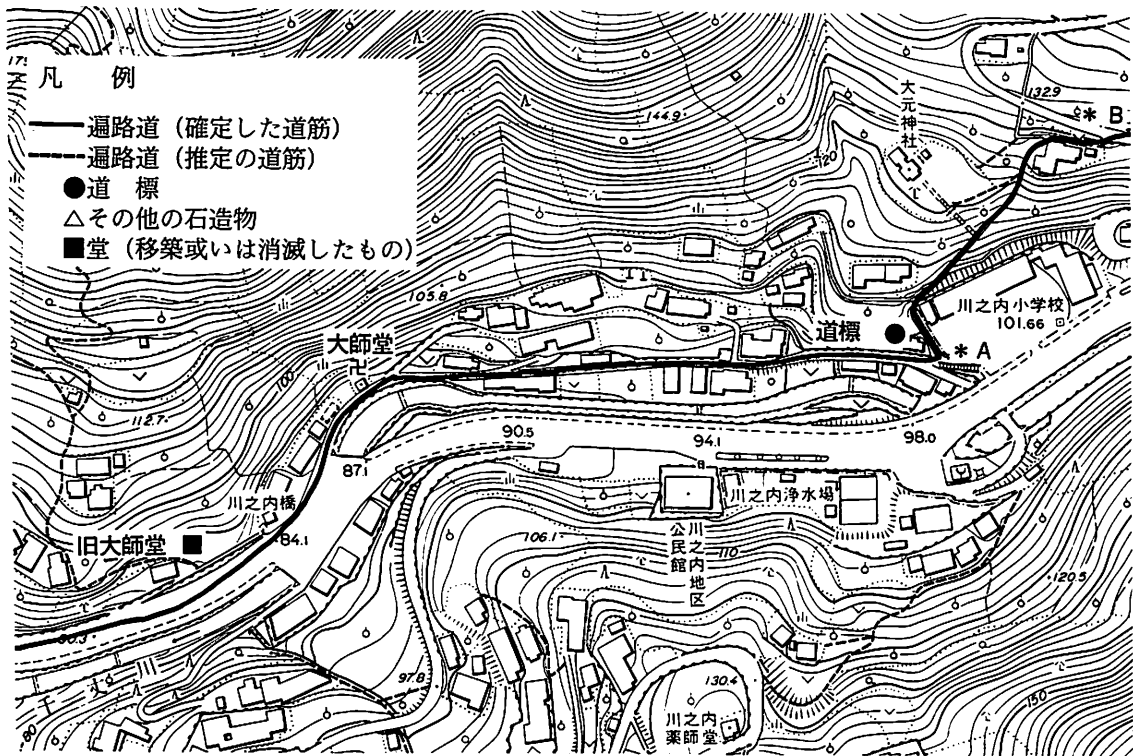 凡　例
遍路道（確定した道筋）
遍路道（推定の道筋）
道　標
その他の石造物
堂（移築或いは消滅したもの）
144.9
大元神社
132.9
* B
120
105.8
川之内小学校
101.66
道標
* A
大師堂
100
112.7
90.5
94.1
98.0
87.1
川之内橋
84.1
旧大師堂
川之内浄水場
川之内地区
公民館
106.1
110
120.5
80.3
川
97.8
130.4
川之内
薬師堂
150
80